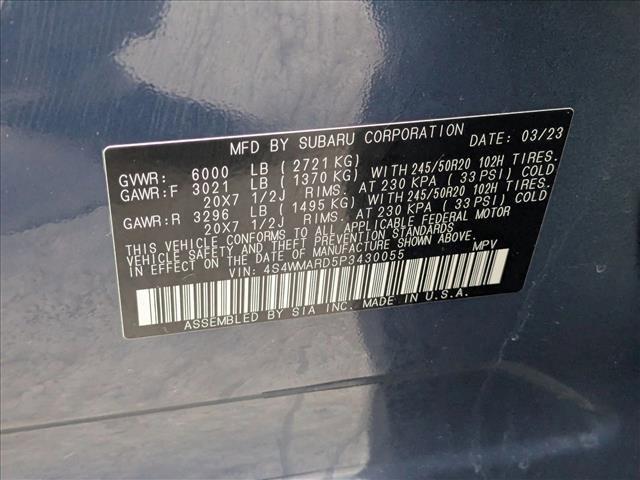 MFD BY SUBARU CORPORATION DATE: 03/23
GVWR: 6000 LB (2721 KG)
GAWR:F 3021 LB (1370 KG) WITH 245/50R20 102H TIRES,
20X7 1/2J RIMS, AT 230 KPA (33 PSI) COLD
GAWR:R 3296 LB (1495 KG) WITH 245/50R20 102H TIRES,
20X7 1/2J RIMS, AT 230 KPA (33 PSI) COLD
THIS VEHICLE CONFORMS TO ALL APPLICABLE FEDERAL MOTOR
VEHICLE SAFETY STANDARDS IN EFFECT ON THE DATE OF MANUFACTURE SHOWN ABOVE.
VIN: 4S4WMARD5P3430055 MPV
ASSEMBLED BY SIA INC. MADE IN U.S.A.